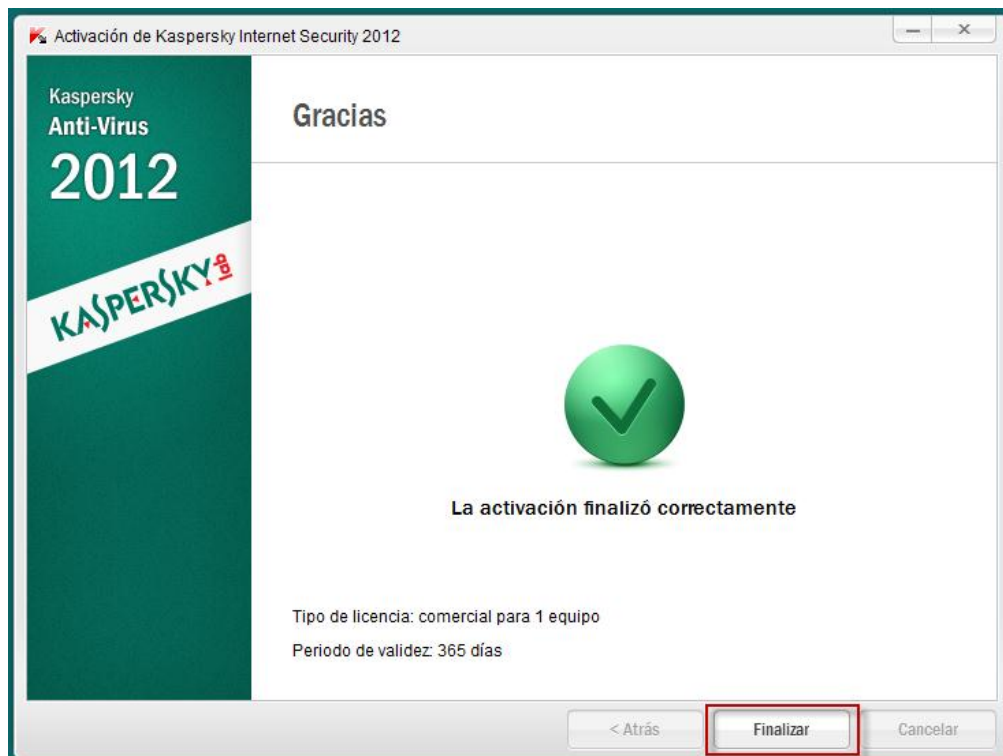 Activación de Kaspersky Internet Security 2012
Kaspersky
Anti-Virus
2012
KASPERSKY lab
Gracias
La activación finalizó correctamente
Tipo de licencia: comercial para 1 equipo
Periodo de validez: 365 días
< Atrás
Finalizar
Cancelar